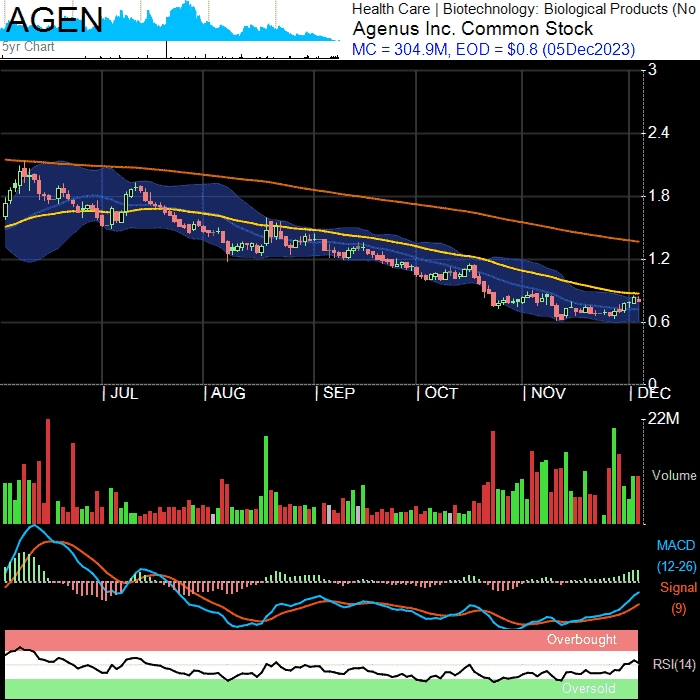 AGEN
5yr Chart
Health Care | Biotechnology: Biological Products (No
Agenus Inc. Common Stock
MC = 304.9M, EOD = $0.8 (05Dec2023)
3
2.4
1.8
1.2
0.6
0
| JUL | AUG | SEP | OCT | NOV | DEC
22M
Volume
MACD
(12-26)
Signal
(9)
Overbought
RSI(14)
Oversold